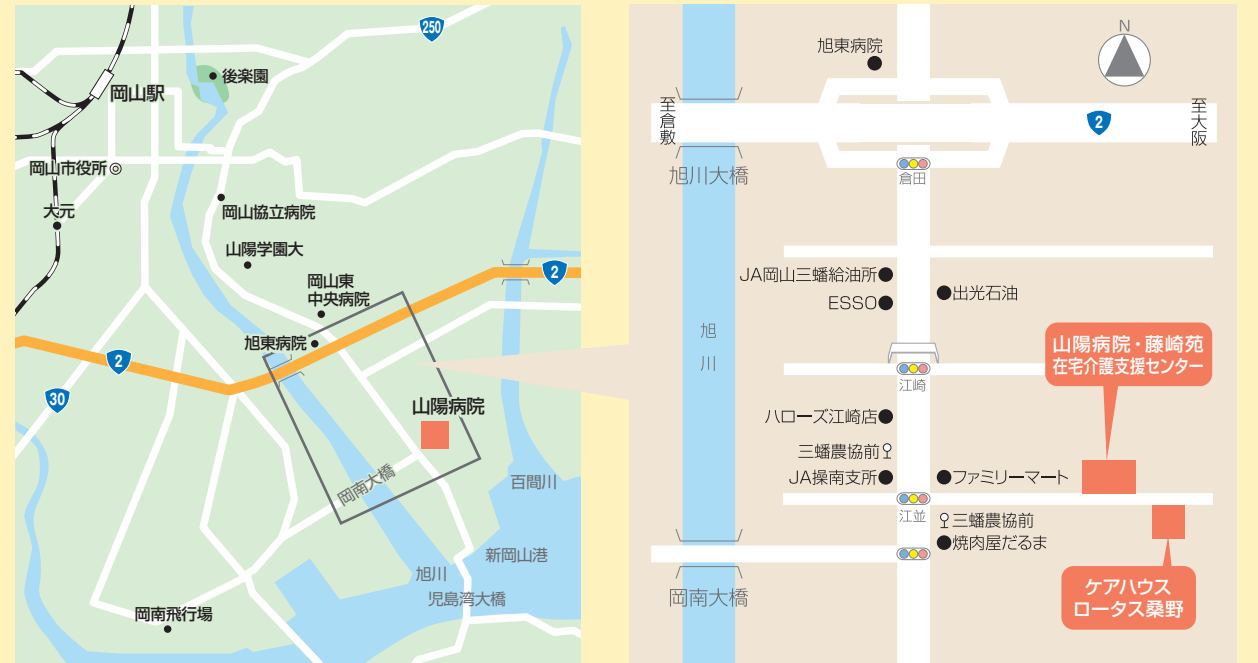 250
後楽園
岡山駅
岡山市役所
大元
岡山協立病院
山陽学園大
岡山東
中央病院
2
旭東病院
2
30
山陽病院
岡南大橋
百間川
新岡山港
旭川
児島湾大橋
岡南飛行場
N
旭東病院
至倉敷
2
至大阪
旭川大橋
倉田
JA岡山三蟠給油所
出光石油
ESSO
旭川
山陽病院・藤崎苑
在宅介護支援センター
江崎
ハローズ江崎店
三蟠農協前
JA操南支所
ファミリーマート
江並
三蟠農協前
焼肉屋だるま
岡南大橋
ケアハウス
ロータス桑野